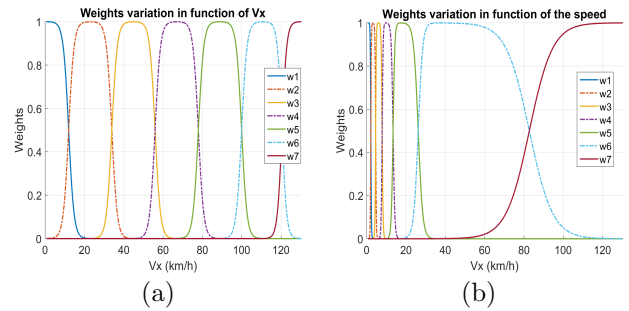 Weights variation in function of Vx
1
0.8
0.6
0.4
0.2
0
Weights
w1
w2
w3
w4
w5
w6
w7
0 20 40 60 80 100 120
Vx (km/h)
(a)
Weights variation in function of the speed
1
0.8
0.6
0.4
0.2
0
Weights
w1
w2
w3
w4
w5
w6
w7
0 20 40 60 80 100 120
Vx (km/h)
(b)